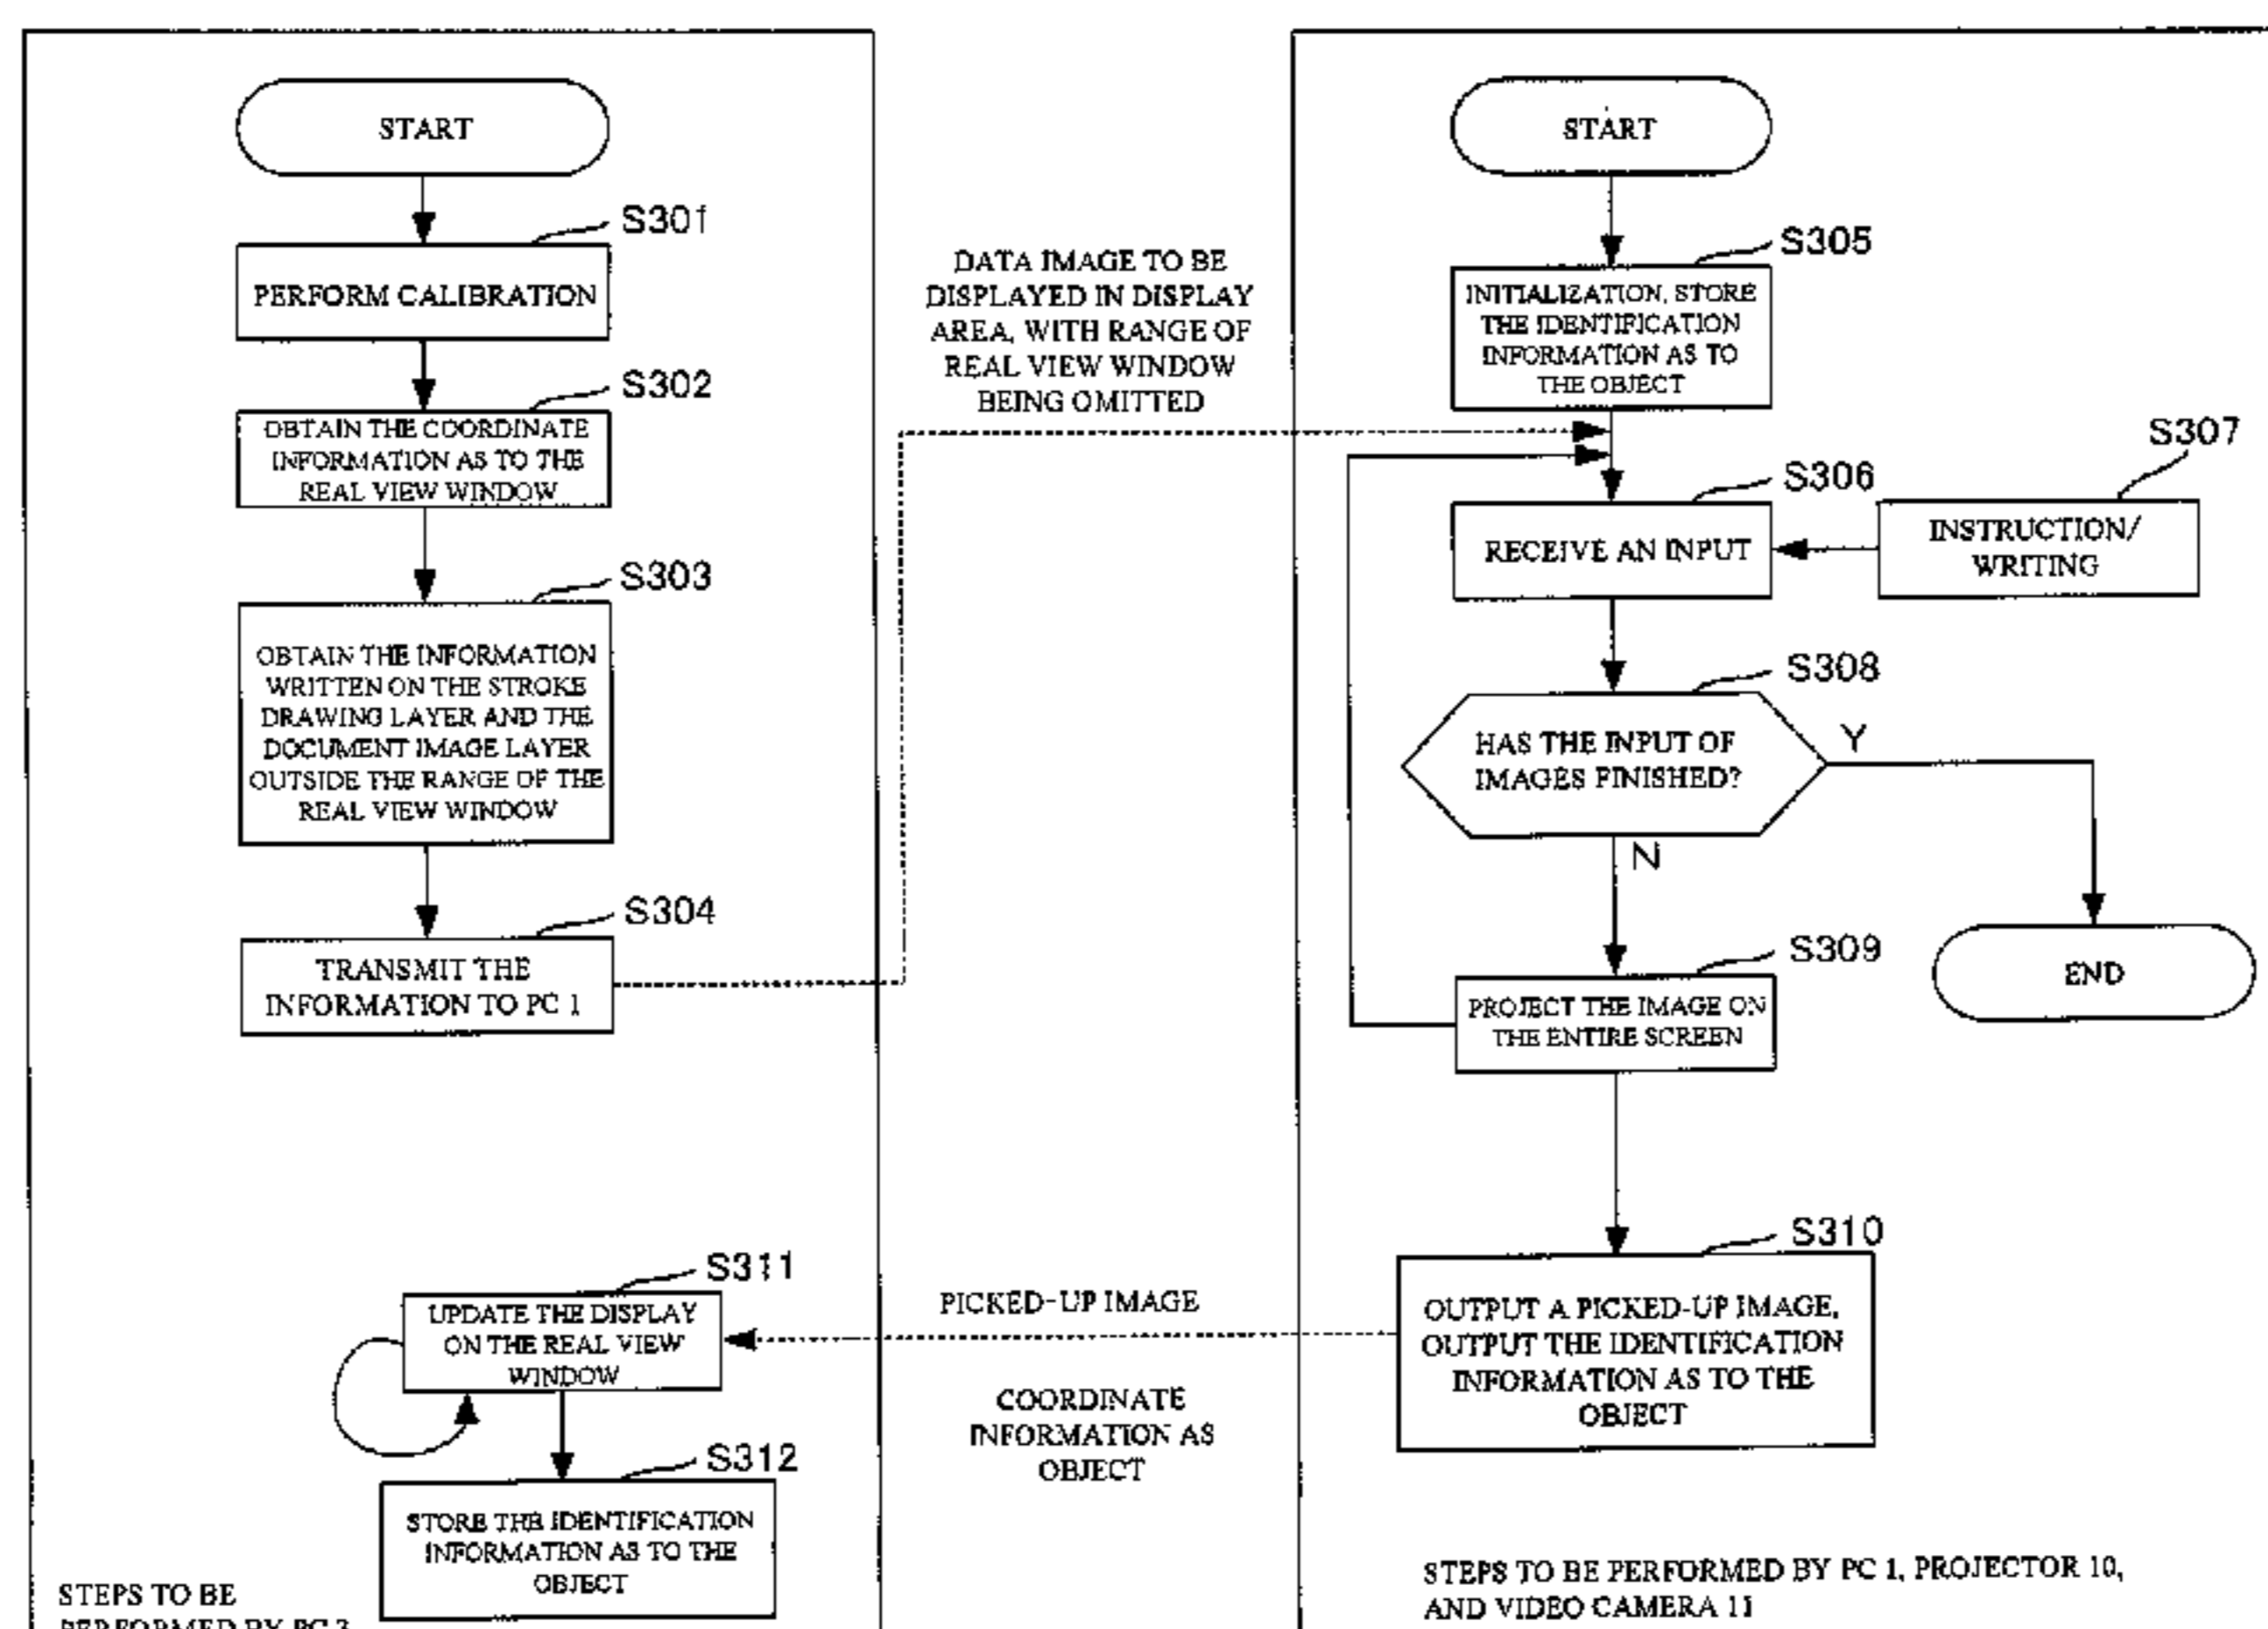 START
S301
PERFORM CALIBRATION
S302
OBTAIN THE COORDINATE
INFORMATION AS TO THE
REAL VIEW WINDOW
S303
OBTAIN THE INFORMATION
WRITTEN ON THE STROKE
DRAWING LAYER AND THE
DOCUMENT IMAGE LAYER
OUTSIDE THE RANGE OF THE
REAL VIEW WINDOW
S304
TRANSMIT THE
INFORMATION TO PC 1
DATA IMAGE TO BE
DISPLAYED IN DISPLAY
AREA, WITH RANGE OF
REAL VIEW WINDOW
BEING OMITTED
START
S305
INITIALIZATION, STORE
THE IDENTIFICATION
INFORMATION AS TO
THE OBJECT
S306
RECEIVE AN INPUT
S307
INSTRUCTION/
WRITING
S308
HAS THE INPUT OF
IMAGES FINISHED?
Y
N
END
S309
PROJECT THE IMAGE ON
THE ENTIRE SCREEN
S310
OUTPUT A PICKED-UP IMAGE,
OUTPUT THE IDENTIFICATION
INFORMATION AS TO THE
OBJECT
PICKED-UP IMAGE
COORDINATE
INFORMATION AS
OBJECT
S311
UPDATE THE DISPLAY
ON THE REAL VIEW
WINDOW
S312
STORE THE IDENTIFICATION
INFORMATION AS TO THE
OBJECT
STEPS TO BE
PERFORMED BY PC
STEPS TO BE PERFORMED BY PC 1, PROJECTOR 10,
AND VIDEO CAMERA 11